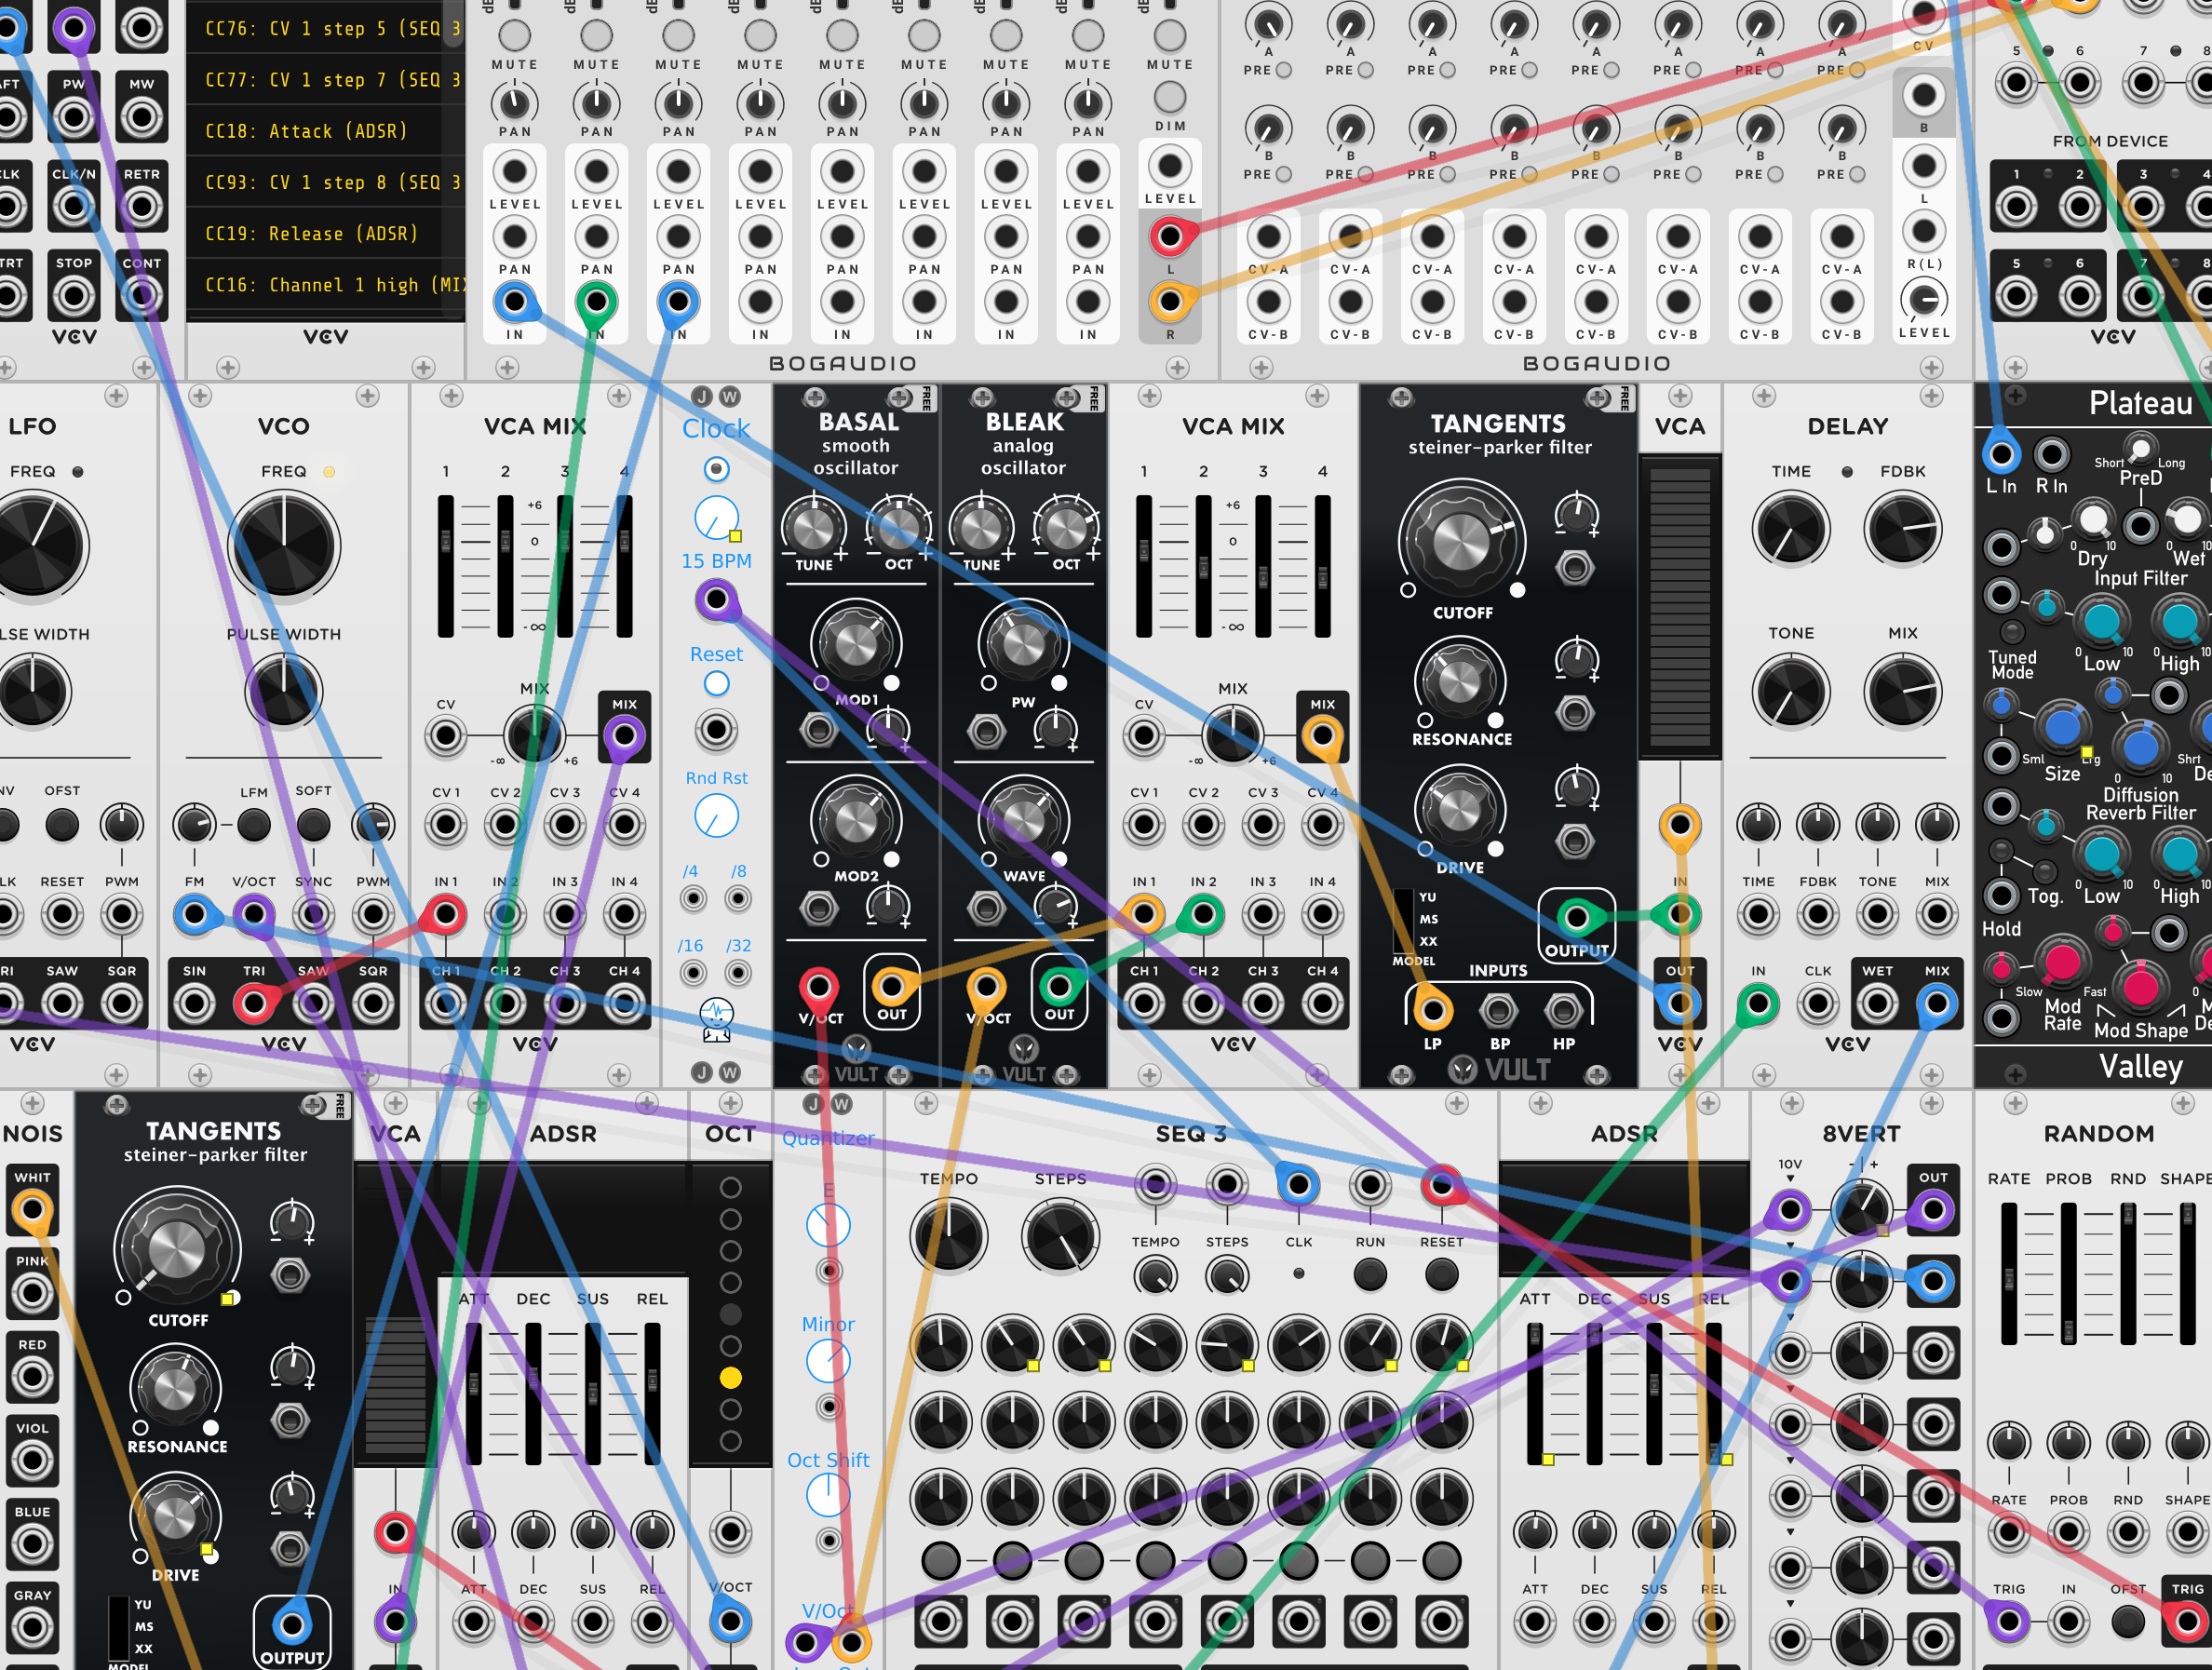 CC76: CV 1 step 5 (SEQ 3
CC77: CV 1 step 7 (SEQ 3
CC18: Attack (ADSR)
CC93: CV 1 step 8 (SEQ 3
CC19: Release (ADSR)
CC16: Channel 1 high (MIX
PW MW
CLK/N RETR
STOP CONT
VCV
VCV
MUTE MUTE MUTE MUTE MUTE MUTE MUTE MUTE MUTE
PAN PAN PAN PAN PAN PAN PAN PAN DIM
LEVEL LEVEL LEVEL LEVEL LEVEL LEVEL LEVEL LEVEL LEVEL
PAN PAN PAN PAN PAN PAN PAN PAN L
IN IN IN IN IN IN IN IN R
BOGAUDIO
A A A A A A A A CV
PRE PRE PRE PRE PRE PRE PRE PRE
B B B B B B B B B
PRE PRE PRE PRE PRE PRE PRE PRE L
CV-A CV-A CV-A CV-A CV-A CV-A CV-A CV-A R(L)
CV-B CV-B CV-B CV-B CV-B CV-B CV-B CV-B LEVEL
BOGAUDIO
5 6 7 8
FROM DEVICE
1 2 3 4
5 6 7 8
VCV
LFO
FREQ
OFST
RESET PWM
SAW SQR
VCO
FREQ
PULSE WIDTH
LFM SOFT
FM V/OCT SYNC PWM
SIN TRI SAW SQR
VCV
VCA MIX
1 2 3 4
+6
0
-∞
MIX
CV MIX
-∞ +6
CV 1 CV 2 CV 3 CV 4
IN 1 IN 2 IN 3 IN 4
CH 1 CH 2 CH 3 CH 4
VCV
J W
Clock
15 BPM
Reset
Rnd Rst
/4 /8
/16 /32
J W
BASAL
smooth
oscillator
FREE
TUNE OCT
MOD1
MOD2
V/OCT OUT
VULT
BLEAK
analog
oscillator
FREE
TUNE OCT
PW
WAVE
V/OCT OUT
VULT
VCA MIX
1 2 3 4
+6
0
-∞
MIX
CV MIX
-∞ +6
CV 1 CV 2 CV 3 CV 4
IN 1 IN 2 IN 3 IN 4
CH 1 CH 2 CH 3 CH 4
VCV
TANGENTS
steiner-parker filter
FREE
CUTOFF
RESONANCE
DRIVE
YU
MS
XX
MODEL
OUTPUT
INPUTS
LP BP HP
VULT
VCA
IN
OUT
VCV
DELAY
TIME FDBK
TONE MIX
TIME FDBK TONE MIX
IN CLK WET MIX
VCV
Plateau
L In R In
Short Long
PreD
0 Dry 10 0 Wet
Input Filter
Tuned
Mode
0 Low 10 0 High 10
Sml Lrg Shrt
Size 0 10
Diffusion
Reverb Filter
Tog. 0 Low 10 0 High 10
Hold
Slow Fast 0
Mod
Rate
Mod Shape
Valley
NOIS
WHIT
PINK
RED
VIOL
BLUE
GRAY
TANGENTS
steiner-parker filter
FREE
CUTOFF
RESONANCE
DRIVE
YU
MS
XX
OUTPUT
VCA
IN
ADSR
ATT DEC SUS REL
ATT DEC SUS REL
OCT
V/OCT
J W
Quantizer
E
Minor
Oct Shift
V/Oct
SEQ 3
TEMPO STEPS
TEMPO STEPS CLK RUN RESET
ADSR
ATT DEC SUS REL
ATT DEC SUS REL
8VERT
10V - | + OUT
RANDOM
RATE PROB RND SHAPE
RATE PROB RND SHAPE
TRIG IN OFST TRIG